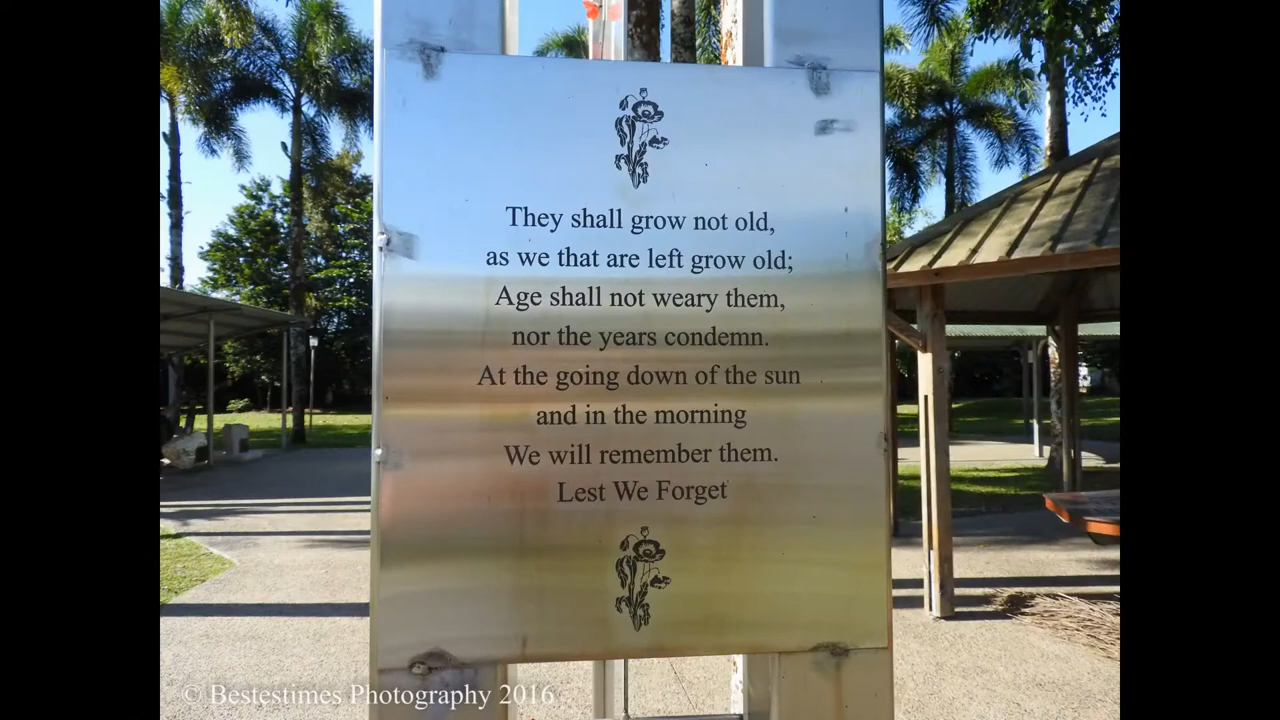 They shall grow not old,
as we that are left grow old;
Age shall not weary them,
nor the years condemn.
At the going down of the sun
and in the morning
We will remember them.
Lest We Forget
© Bestestimes Photography 2016